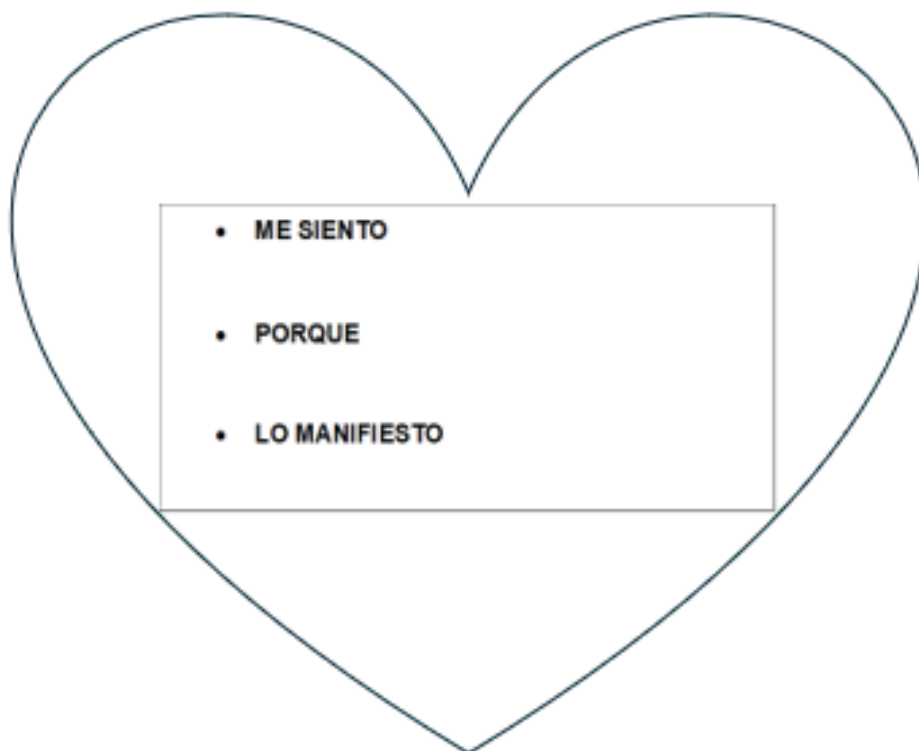 • ME SIENTO
• PORQUE
• LO MANIFIESTO